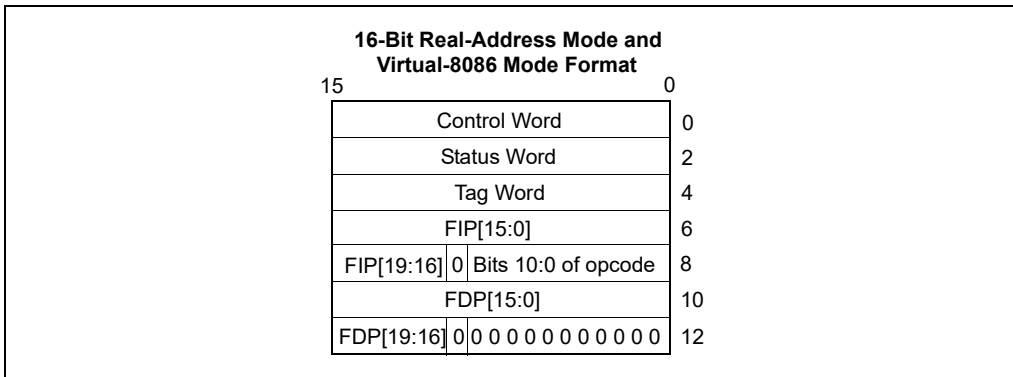 16-Bit Real-Address Mode and
Virtual-8086 Mode Format
15 0
Control Word 0
Status Word 2
Tag Word 4
FIP[15:0] 6
FIP[19:16] 0 Bits 10:0 of opcode 8
FDP[15:0] 10
FDP[19:16] 0 0 0 0 0 0 0 0 0 0 0 0 12